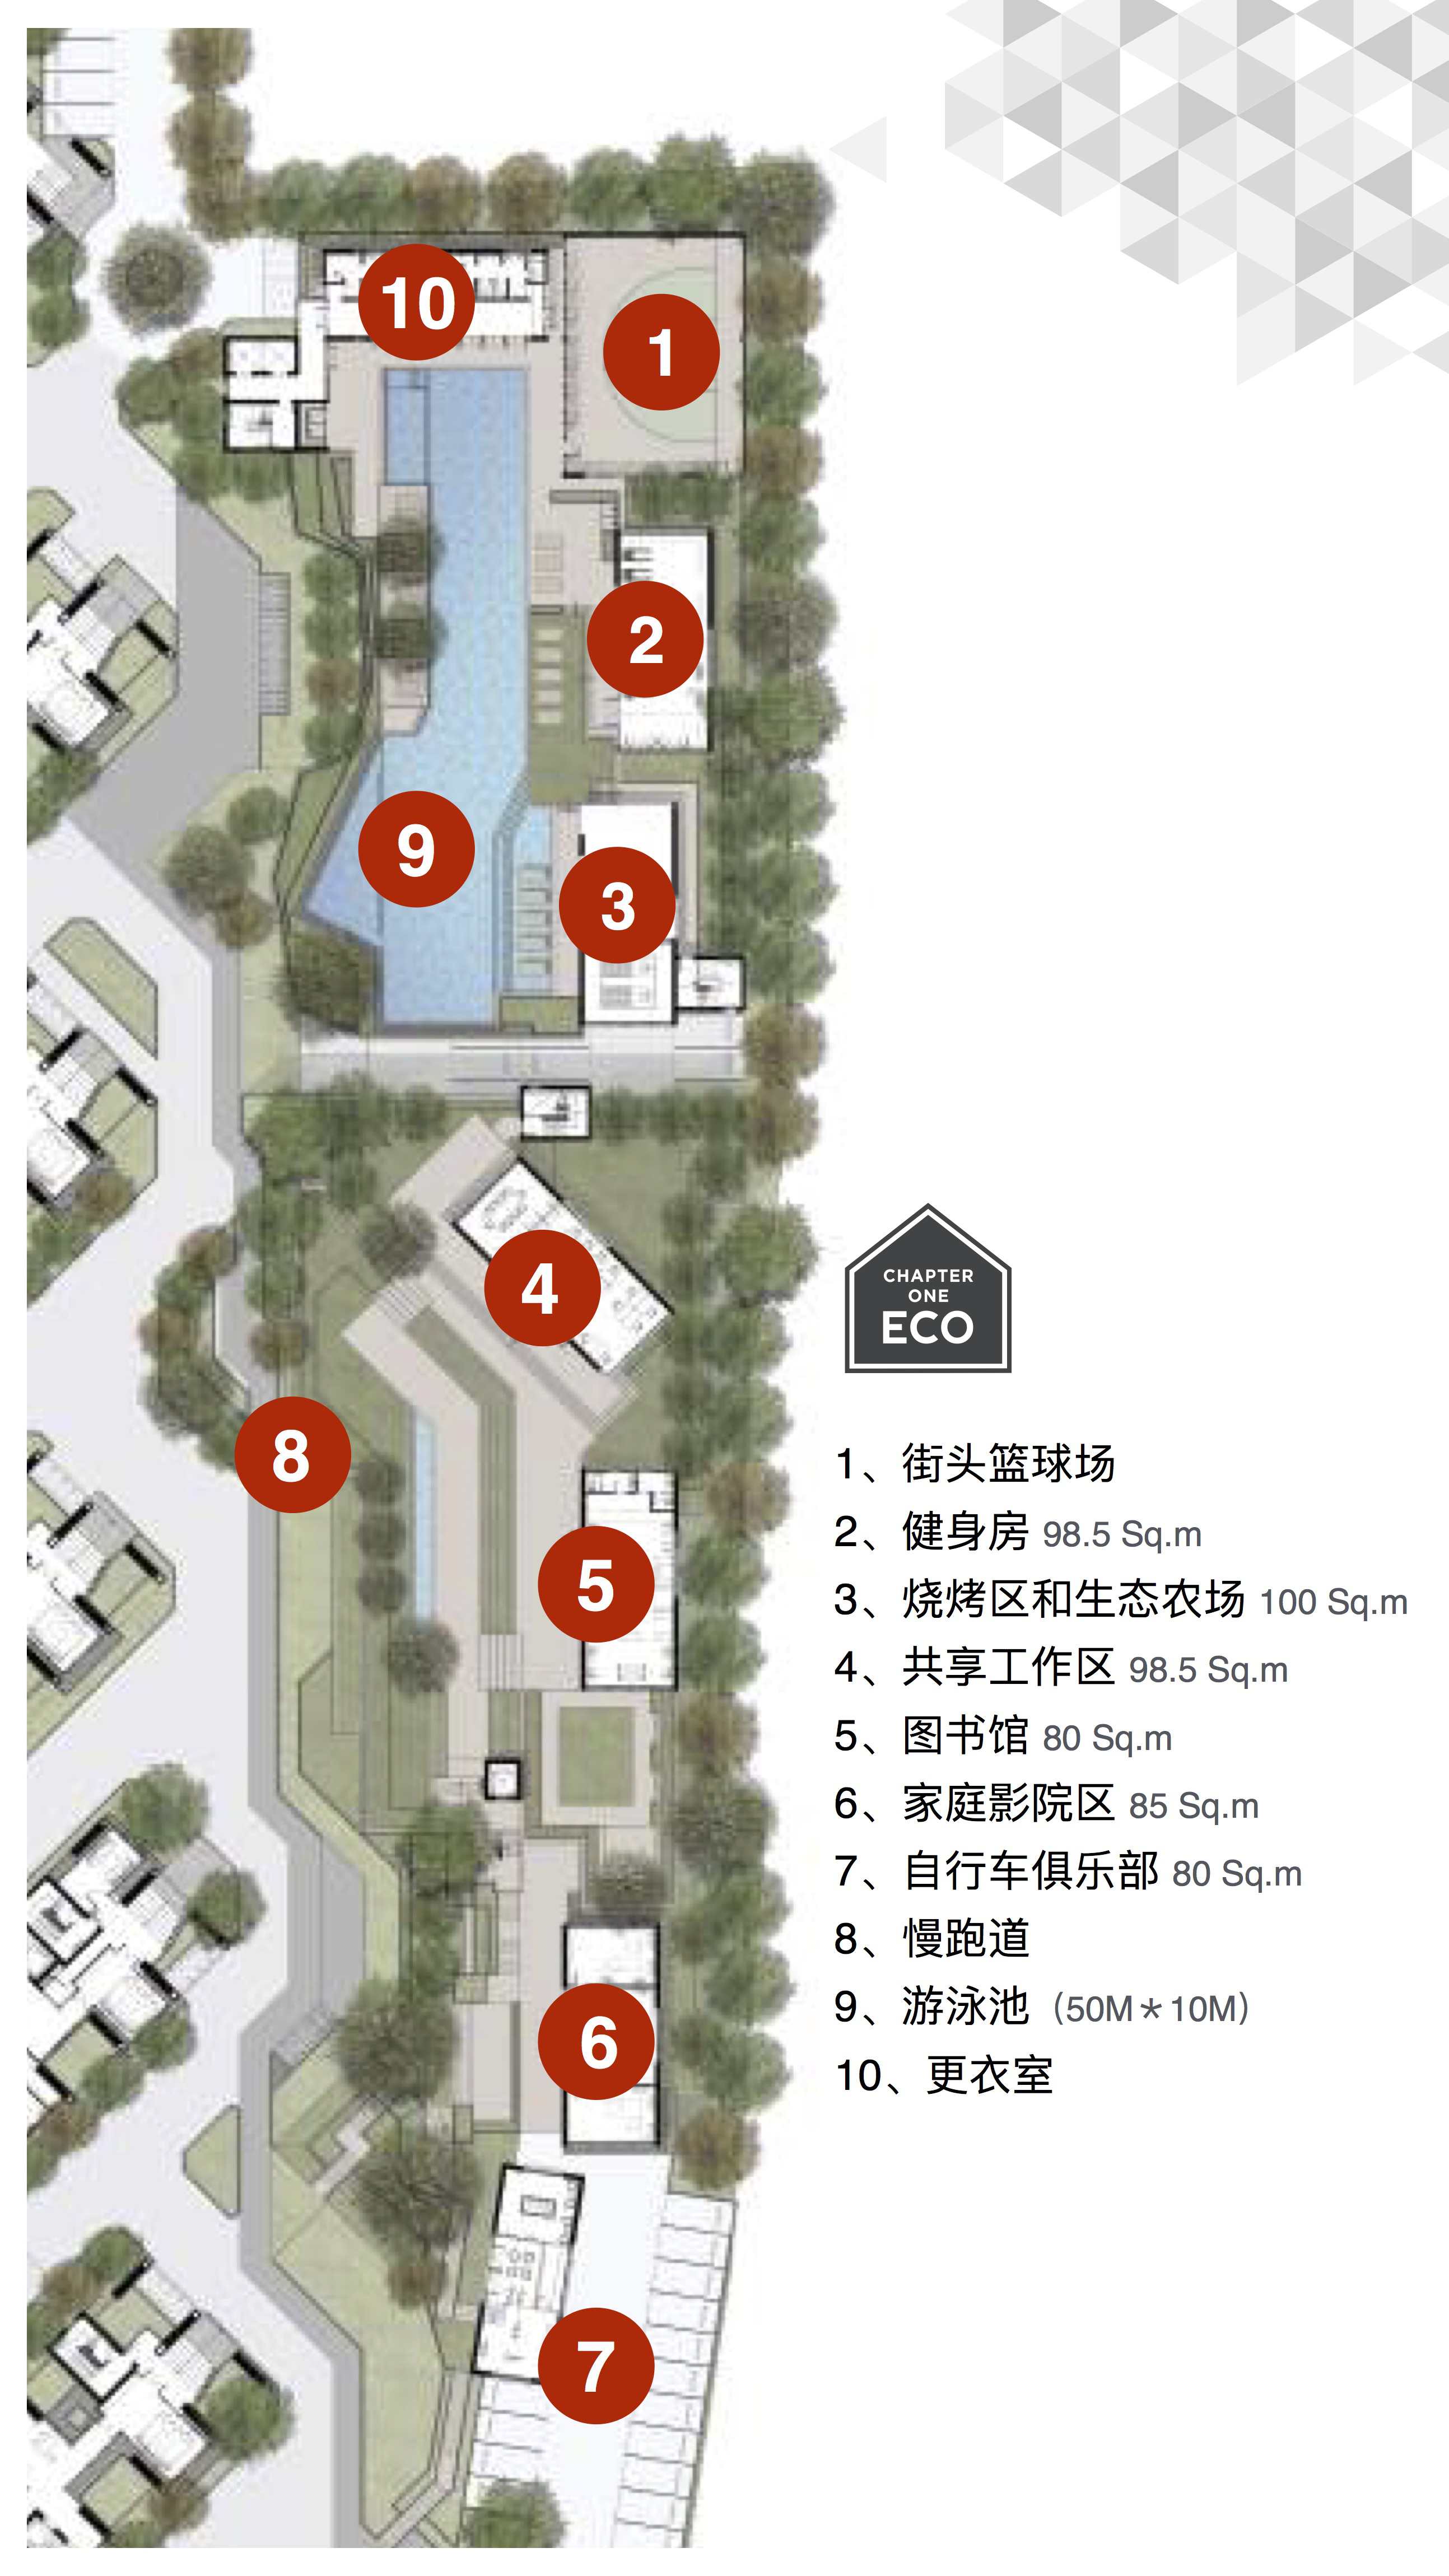 10
1
2
9
3
4
8
5
6
7
CHAPTER
ONE
ECO
1、街头篮球场
2、健身房 98.5 Sq.m
3、烧烤区和生态农场 100 Sq.m
4、共享工作区 98.5 Sq.m
5、图书馆 80 Sq.m
6、家庭影院区 85 Sq.m
7、自行车俱乐部 80 Sq.m
8、慢跑道
9、游泳池（50M*10M）
10、更衣室